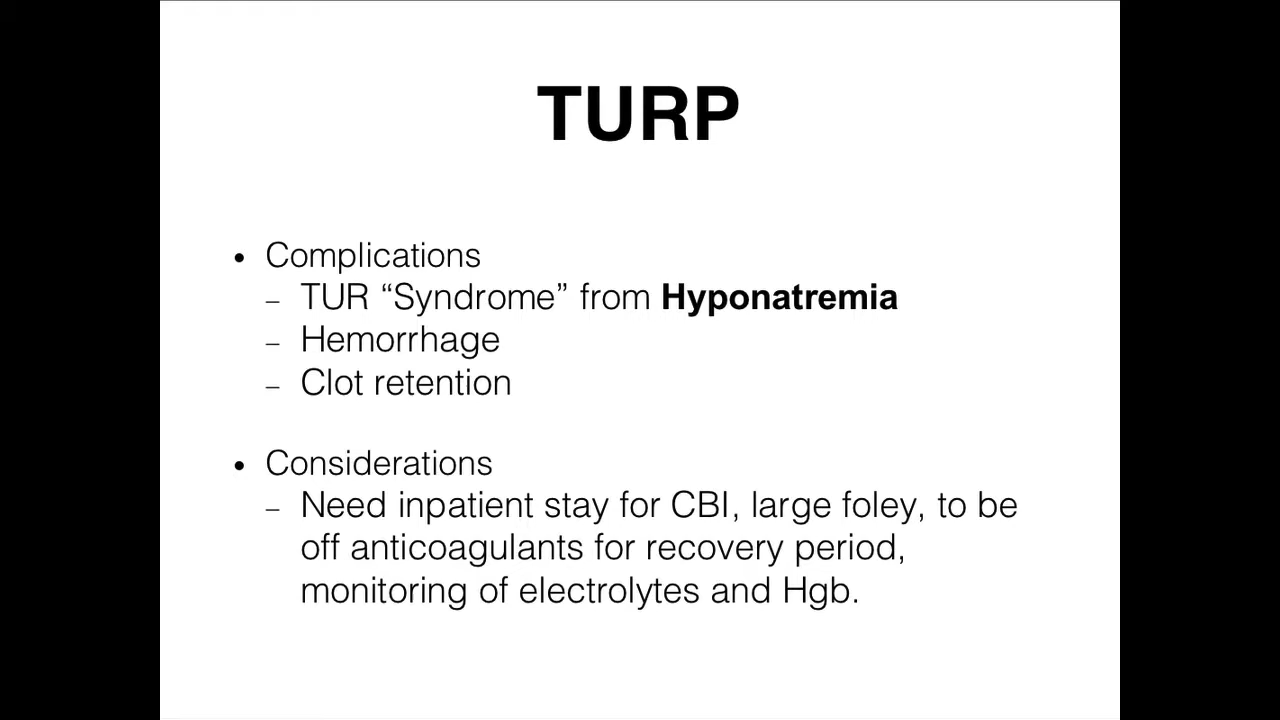 TURP
• Complications
– TUR “Syndrome” from Hyponatremia
– Hemorrhage
– Clot retention
• Considerations
– Need inpatient stay for CBI, large foley, to be
off anticoagulants for recovery period,
monitoring of electrolytes and Hgb.